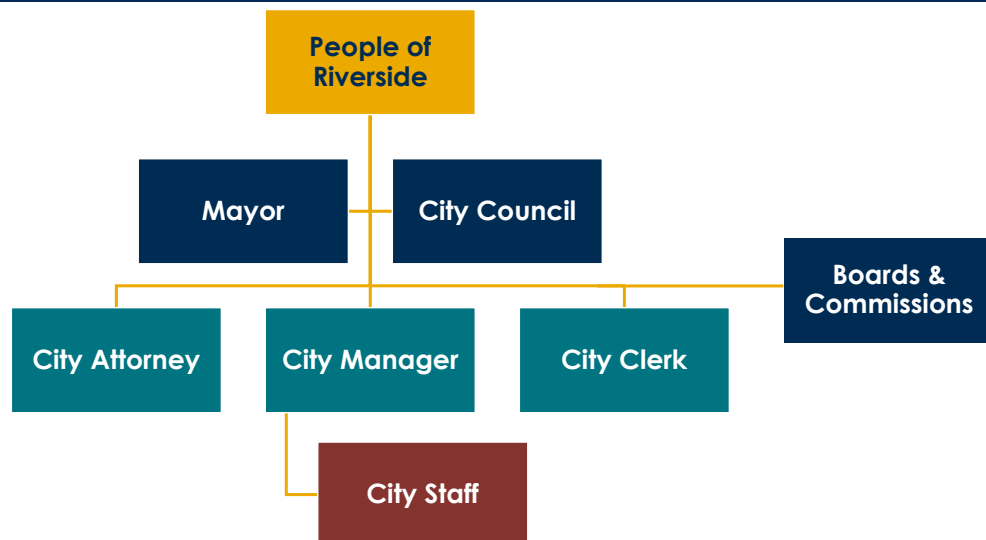 People of
Riverside
Mayor
City Council
Boards &
Commissions
City Attorney
City Manager
City Clerk
City Staff